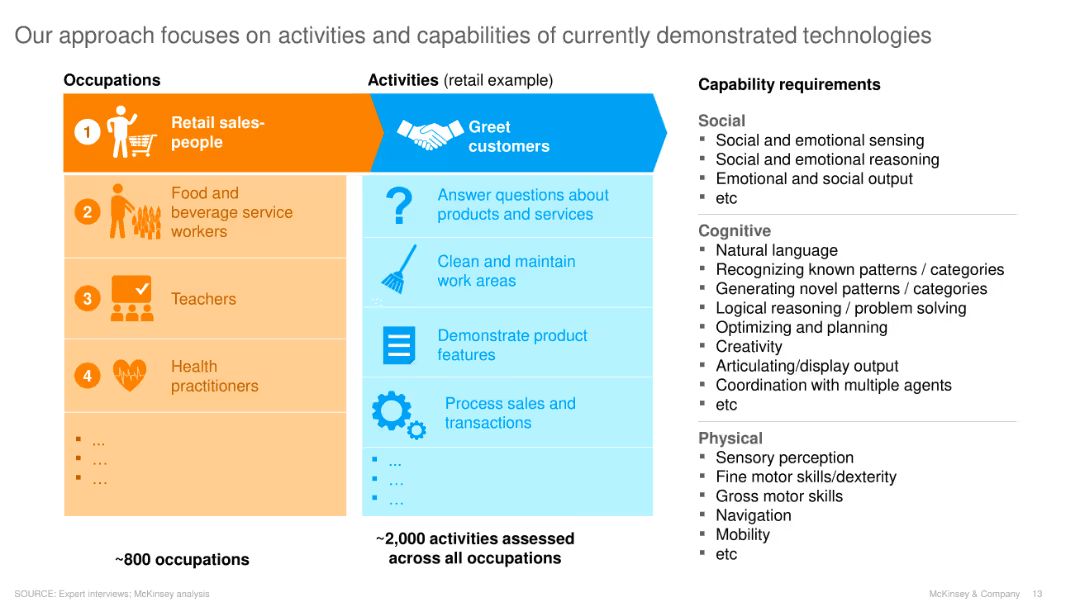 Our approach focuses on activities and capabilities of currently demonstrated technologies
Occupations
1
Retail sales-
people
2
Food and
beverage service
workers
3
Teachers
4
Health
practitioners
▪ ...
▪ …
▪ …
~800 occupations
Activities (retail example)
Greet
customers
?
Answer questions about
products and services
Clean and maintain
work areas
Demonstrate product
features
Process sales and
transactions
▪ ...
▪ …
▪ …
~2,000 activities assessed
across all occupations
Capability requirements
Social
▪ Social and emotional sensing
▪ Social and emotional reasoning
▪ Emotional and social output
▪ etc
Cognitive
▪ Natural language
▪ Recognizing known patterns / categories
▪ Generating novel patterns / categories
▪ Logical reasoning / problem solving
▪ Optimizing and planning
▪ Creativity
▪ Articulating/display output
▪ Coordination with multiple agents
▪ etc
Physical
▪ Sensory perception
▪ Fine motor skills/dexterity
▪ Gross motor skills
▪ Navigation
▪ Mobility
▪ etc
SOURCE: Expert interviews; McKinsey analysis
McKinsey & Company 13